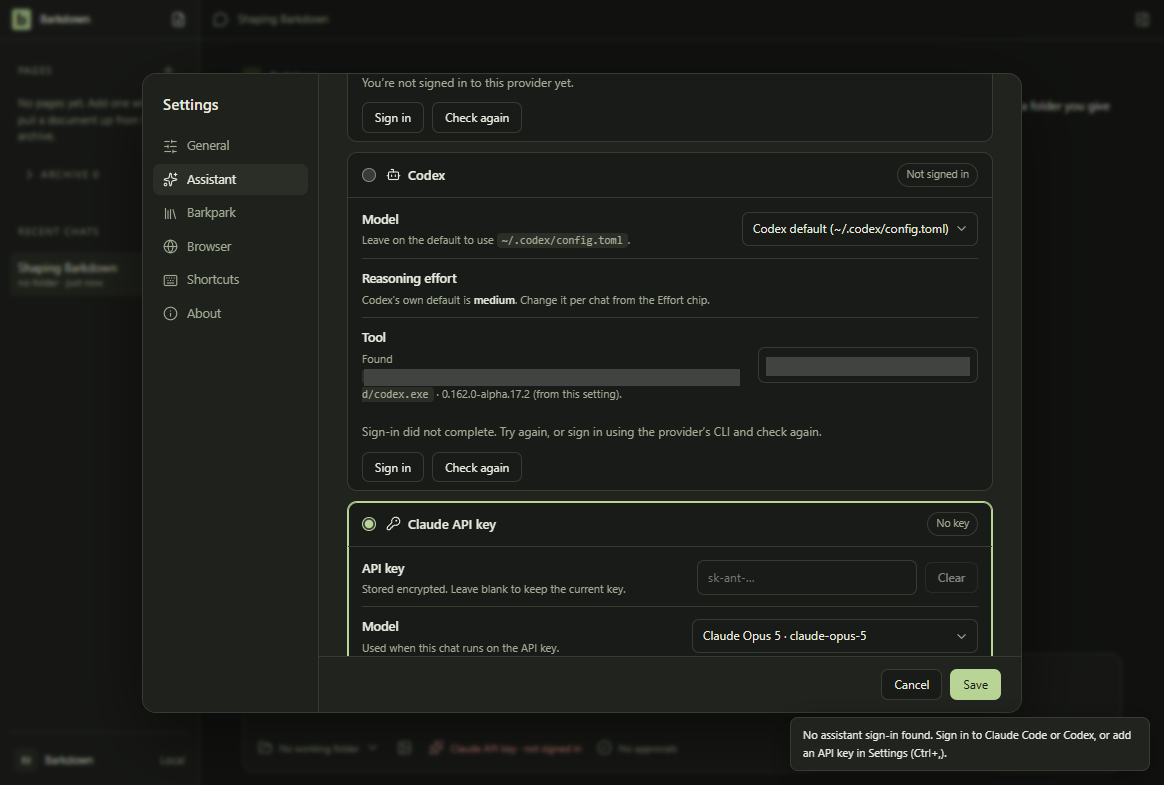 Barkdown
Shaping Barkdown
PAGES
No pages yet. Add one
put a document up from
archive.
ARCHIVE 0
RECENT CHATS
Shaping Barkdown
no folder · just now
a folder you give
Settings
General
Assistant
Barkpark
Browser
Shortcuts
About
You're not signed in to this provider yet.
Sign in
Check again
Codex
Not signed in
Model
Leave on the default to use ~/.codex/config.toml.
Codex default (~/.codex/config.toml)
Reasoning effort
Codex's own default is medium. Change it per chat from the Effort chip.
Tool
Found
d/codex.exe · 0.162.0-alpha.17.2 (from this setting).
Sign-in did not complete. Try again, or sign in using the provider's CLI and check again.
Sign in
Check again
Claude API key
No key
API key
Stored encrypted. Leave blank to keep the current key.
sk-ant-...
Clear
Model
Used when this chat runs on the API key.
Claude Opus 5 · claude-opus-5
Cancel
Save
No working folder
Claude API key · not signed in
No approvals
Barkdown
Local
No assistant sign-in found. Sign in to Claude Code or Codex, or add
an API key in Settings (Ctrl+,).